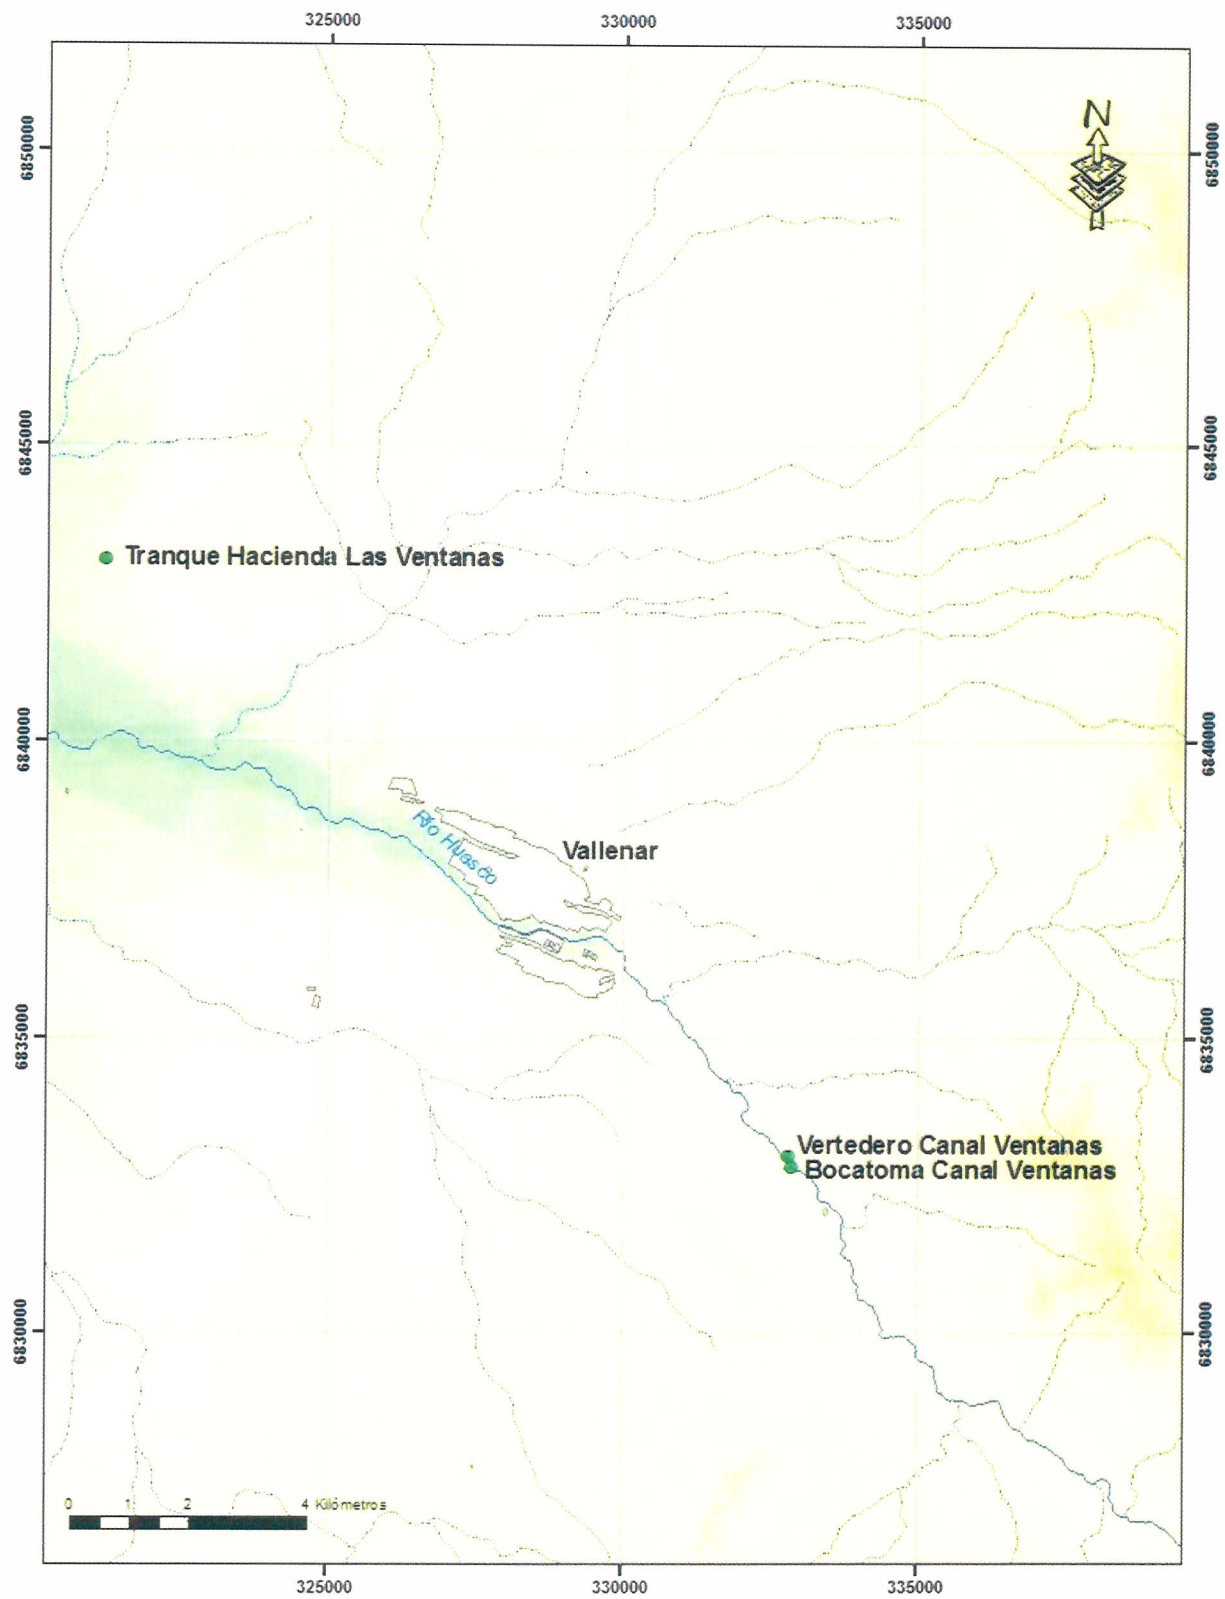 325000
330000
335000
N
6850000
6850000
6845000
6845000
Tranque Hacienda Las Ventanas
6840000
6840000
Río Huasco
Vallenar
6835000
6835000
Vertedero Canal Ventanas
Bocatoma Canal Ventanas
6830000
6830000
0 1 2 4 Kilómetros
325000
330000
335000